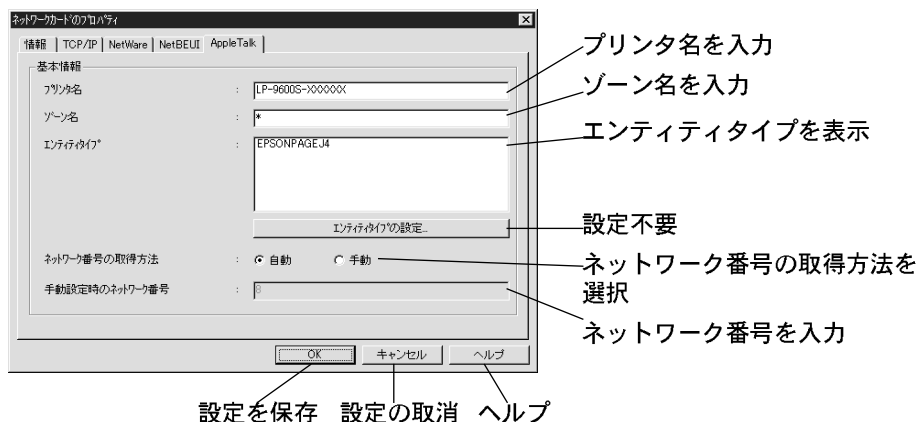 ネットワークカードのプロパティ
情報 TCP/IP NetWare NetBEUI AppleTalk
基本情報
プリンタ名 : LP-9600S-XXXXXX
ゾーン名 : *
エンティティタイプ : EPSONPAGEJ4
エンティティタイプの設定...
ネットワーク番号の取得方法 : 自動 手動
手動設定時のネットワーク番号 : 8
OK キャンセル ヘルプ
プリンタ名を入力
ゾーン名を入力
エンティティタイプを表示
設定不要
ネットワーク番号の取得方法を
選択
ネットワーク番号を入力
設定を保存 設定の取消 ヘルプ